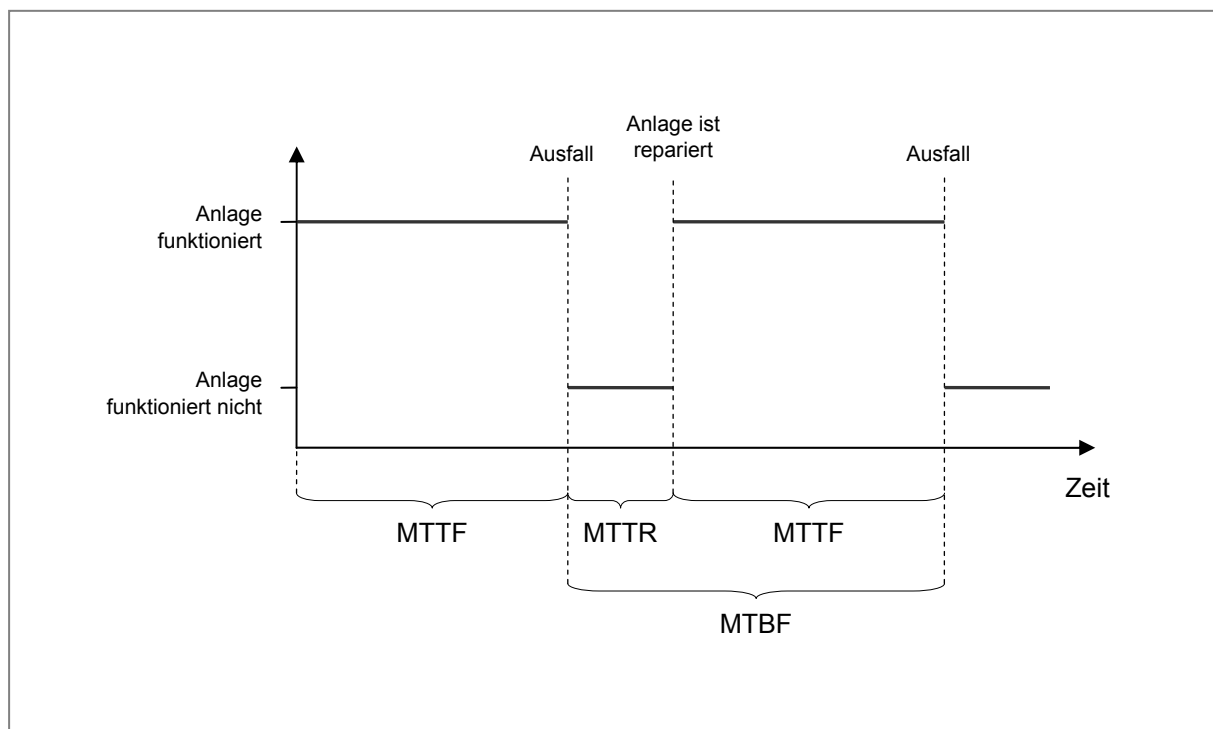 Anlage ist
repariert
Ausfall
Ausfall
Anlage
funktioniert
Anlage
funktioniert nicht
Zeit
MTTF
MTTR
MTTF
MTBF